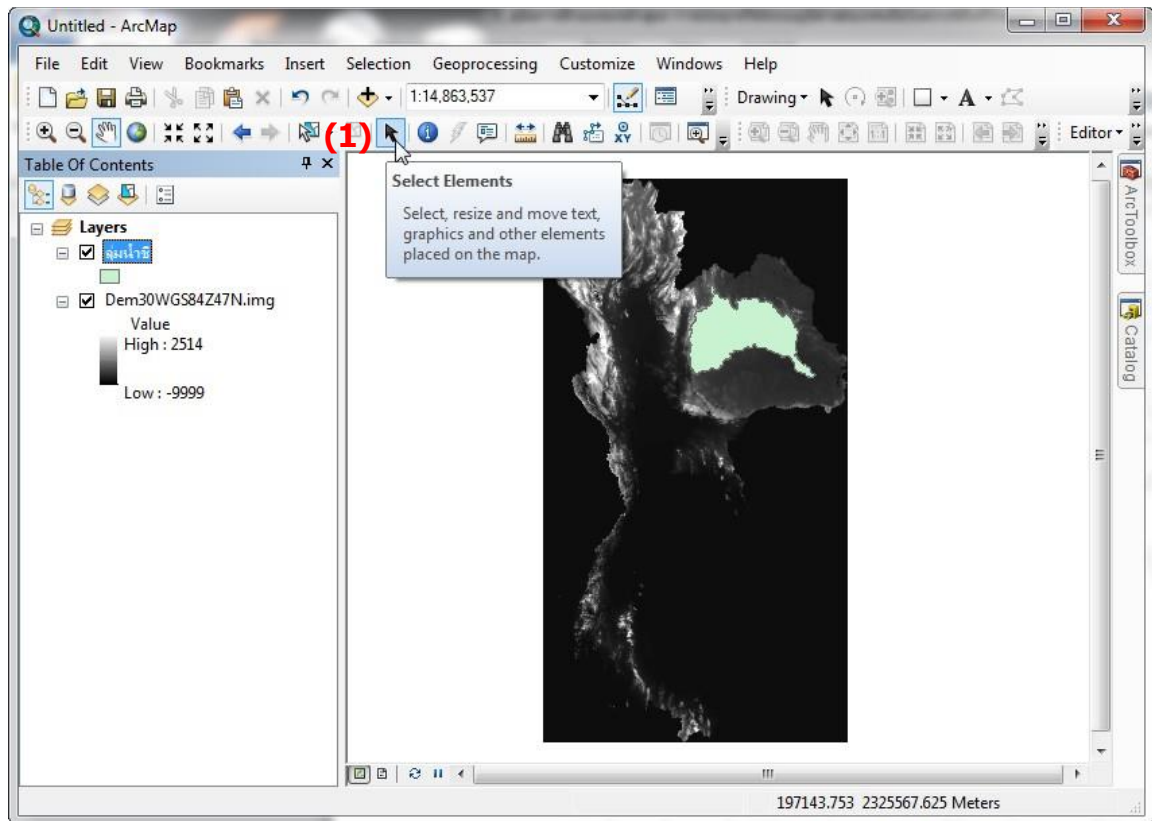 Untitled - ArcMap
File Edit View Bookmarks Insert Selection Geoprocessing Customize Windows Help
1:14,863,537
Drawing
A
(1)
XY
Editor
Table Of Contents
Layers
ลุ่มน้ำชี
Dem30WGS84Z47N.img
Value
High : 2514
Low : -9999
Select Elements
Select, resize and move text,
graphics and other elements
placed on the map.
ArcToolbox
Catalog
197143.753 2325567.625 Meters